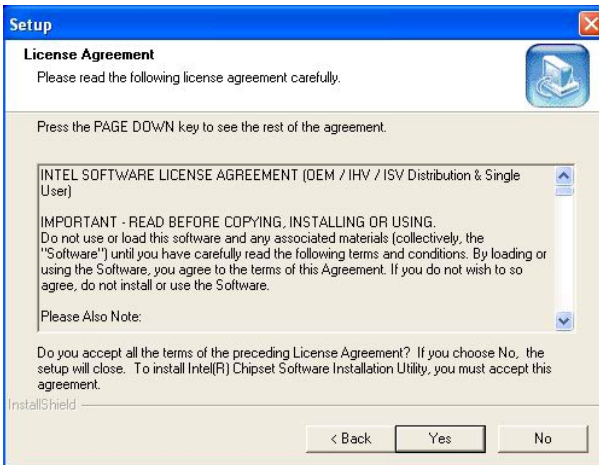 Setup
License Agreement
Please read the following license agreement carefully.
Press the PAGE DOWN key to see the rest of the agreement.
INTEL SOFTWARE LICENSE AGREEMENT (OEM / IHV / ISV Distribution & Single
User)
IMPORTANT - READ BEFORE COPYING, INSTALLING OR USING.
Do not use or load this software and any associated materials (collectively, the
"Software") until you have carefully read the following terms and conditions. By loading or
using the Software, you agree to the terms of this Agreement. If you do not wish to so
agree, do not install or use the Software.
Please Also Note:
Do you accept all the terms of the preceding License Agreement? If you choose No, the
setup will close. To install Intel(R) Chipset Software Installation Utility, you must accept this
agreement.
InstallShield
< Back Yes No